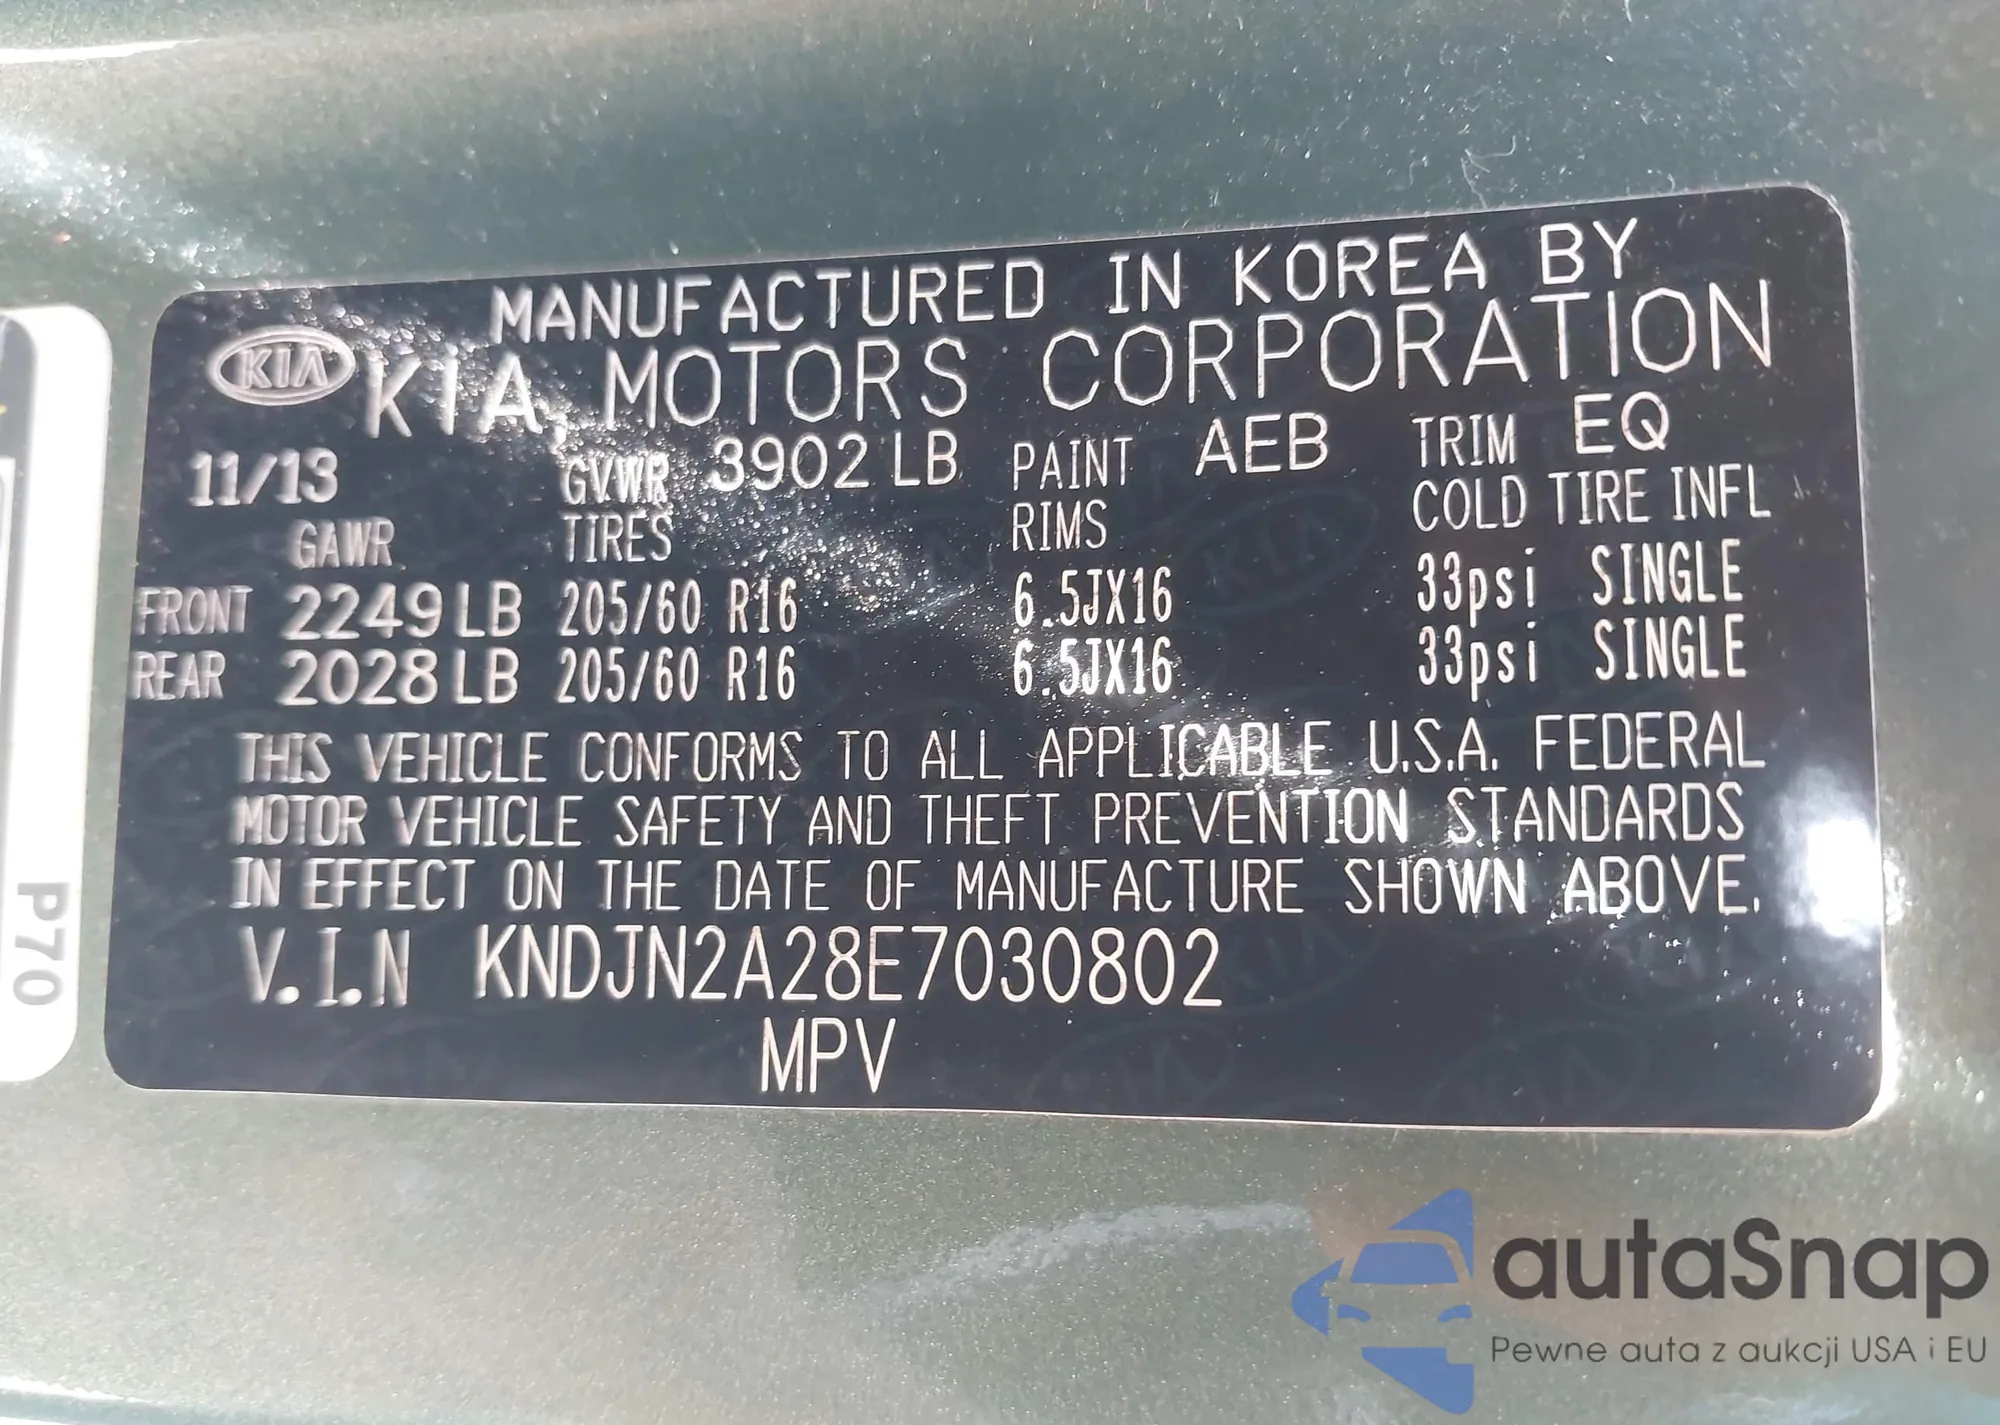 MANUFACTURED IN KOREA BY
KIA KIA MOTORS CORPORATION
11/13 GVWR 3902 LB PAINT AEB TRIM EQ
GAWR TIRES RIMS COLD TIRE INFL
FRONT 2249 LB 205/60 R16 6.5JX16 33psi SINGLE
REAR 2028 LB 205/60 R16 6.5JX16 33psi SINGLE
THIS VEHICLE CONFORMS TO ALL APPLICABLE U.S.A. FEDERAL
MOTOR VEHICLE SAFETY AND THEFT PREVENTION STANDARDS
IN EFFECT ON THE DATE OF MANUFACTURE SHOWN ABOVE.
V.I.N KNDJN2A28E7030802
MPV
P70
autaSnap
Pewne auta z aukcji USA i EU